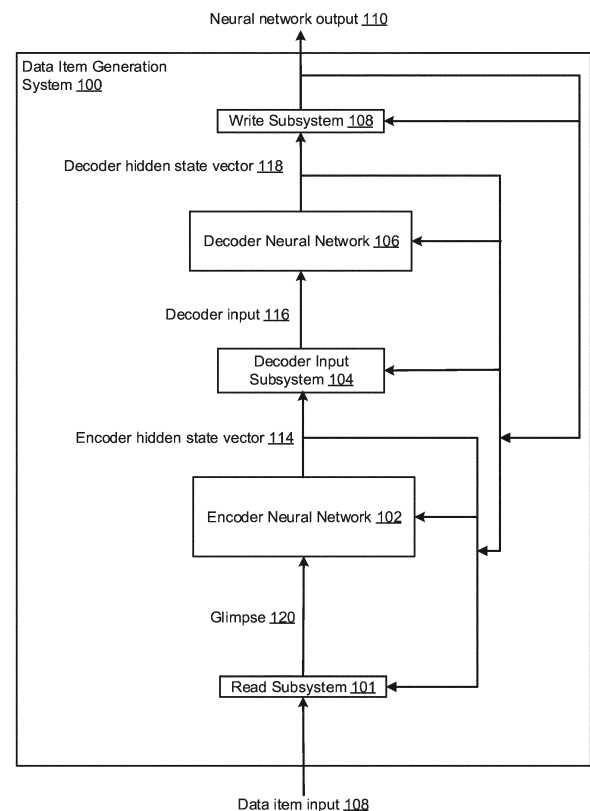 Neural network output 110
Data Item Generation
System 100
Write Subsystem 108
Decoder hidden state vector 118
Decoder Neural Network 106
Decoder input 116
Decoder Input
Subsystem 104
Encoder hidden state vector 114
Encoder Neural Network 102
Glimpse 120
Read Subsystem 101
Data item input 108